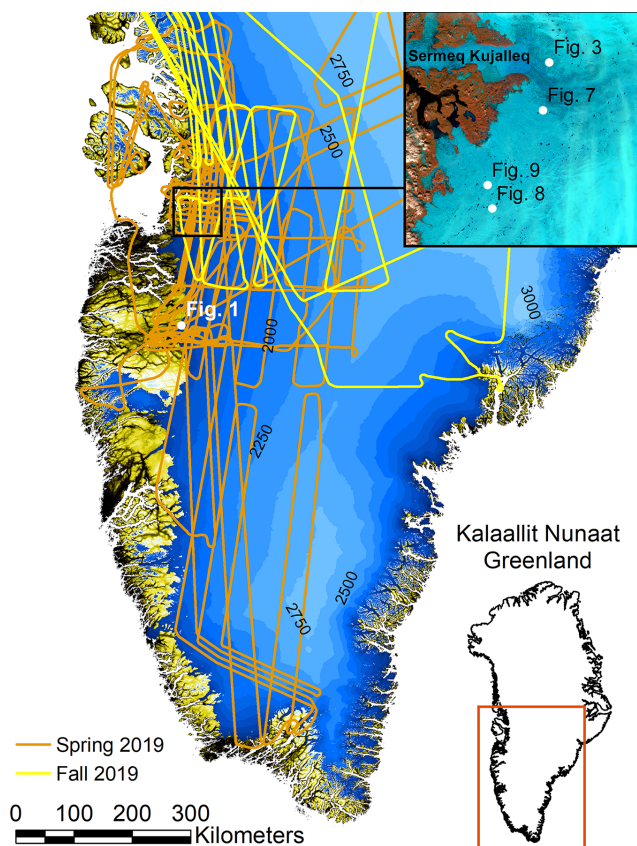 2750
2500
Sermeq Kujalleq
Fig. 3
Fig. 7
Fig. 9
Fig. 8
3000
Fig. 1
2000
2250
2500
2750
Kalaallit Nunaat
Greenland
Spring 2019
Fall 2019
0 100 200 300
Kilometers